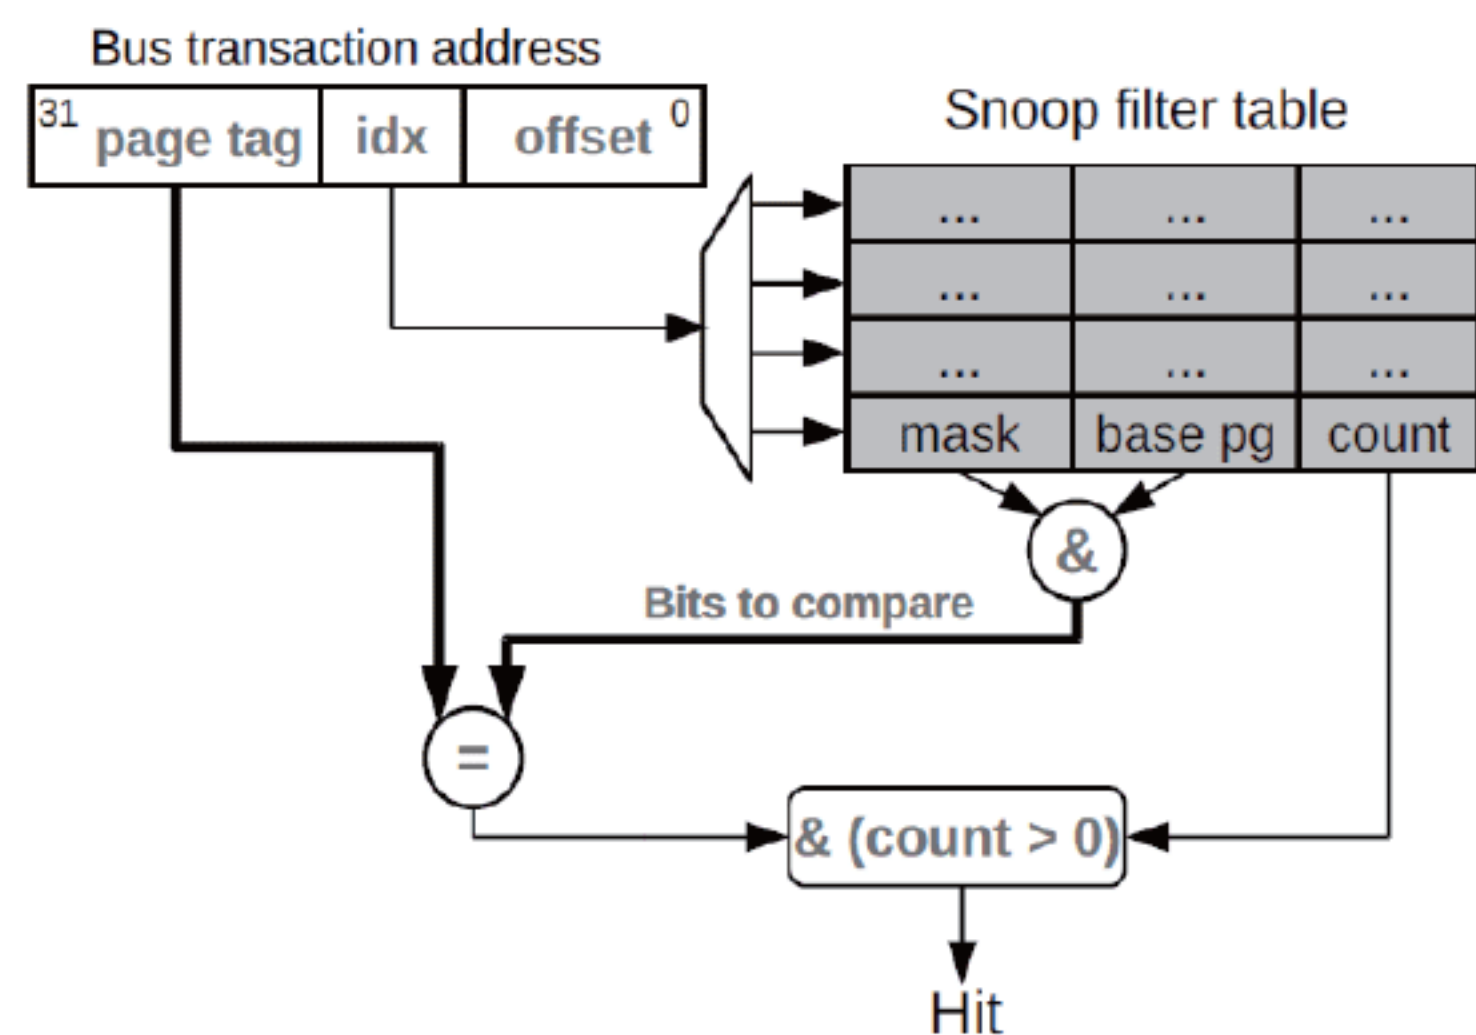 Bus transaction address
31 page tag idx offset 0
Snoop filter table
... ... ...
... ... ...
... ... ...
mask base pg count
&
Bits to compare
=
& (count > 0)
Hit